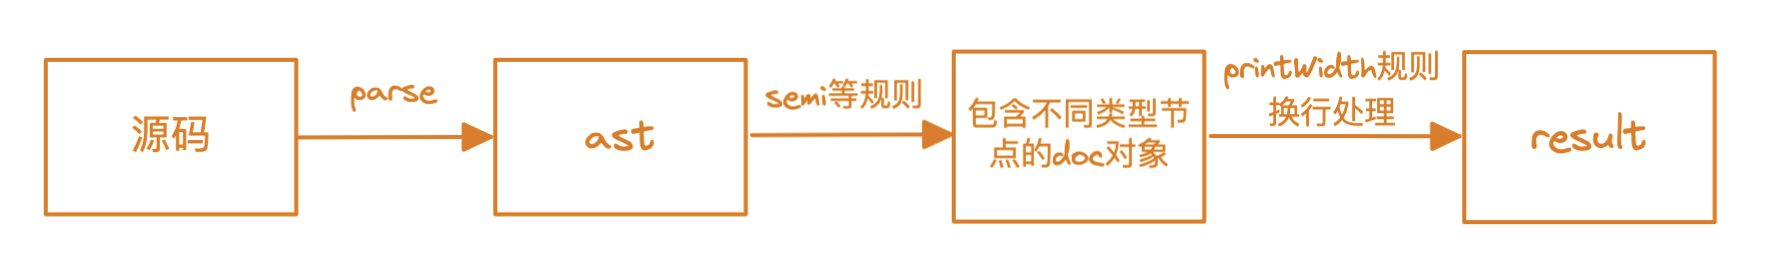 源码
parse
ast
semi等规则
包含不同类型节
点的doc对象
printWidth规则
换行处理
result